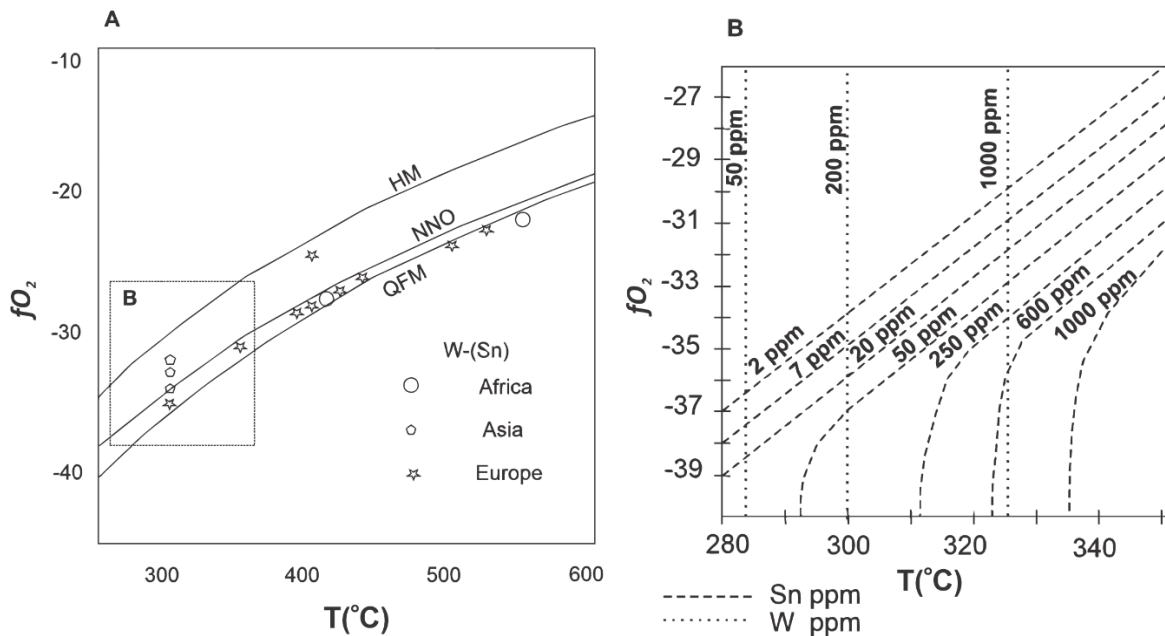 A
-10
-20
-30
-40
fO2
HM
NNO
QFM
B
W-(Sn)
Africa
Asia
Europe
300
400
500
600
T(°C)
B
-27
-29
-31
-33
-35
-37
-39
fO2
50 ppm
200 ppm
1000 ppm
2 ppm
7 ppm
20 ppm
50 ppm
250 ppm
600 ppm
1000 ppm
280
300
320
340
T(°C)
Sn ppm
W ppm